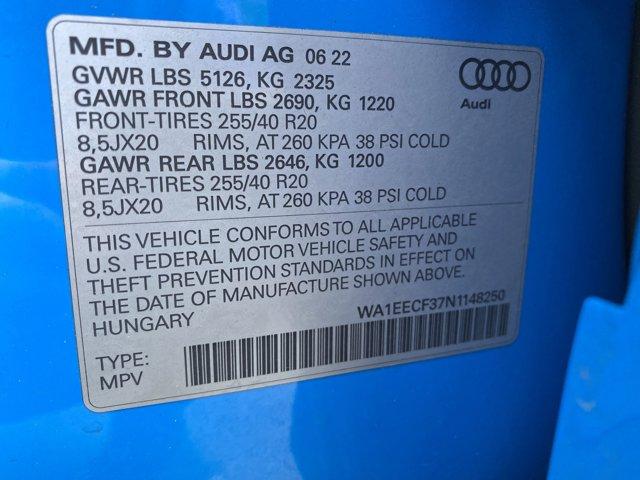 MFD. BY AUDI AG 06 22
GVWR LBS 5126, KG 2325
GAWR FRONT LBS 2690, KG 1220
FRONT-TIRES 255/40 R20
8,5JX20 RIMS, AT 260 KPA 38 PSI COLD
GAWR REAR LBS 2646, KG 1200
REAR-TIRES 255/40 R20
8,5JX20 RIMS, AT 260 KPA 38 PSI COLD
Audi
THIS VEHICLE CONFORMS TO ALL APPLICABLE
U.S. FEDERAL MOTOR VEHICLE SAFETY AND
THEFT PREVENTION STANDARDS IN EFFECT ON
THE DATE OF MANUFACTURE SHOWN ABOVE.
HUNGARY WA1EECF37N1148250
TYPE:
MPV